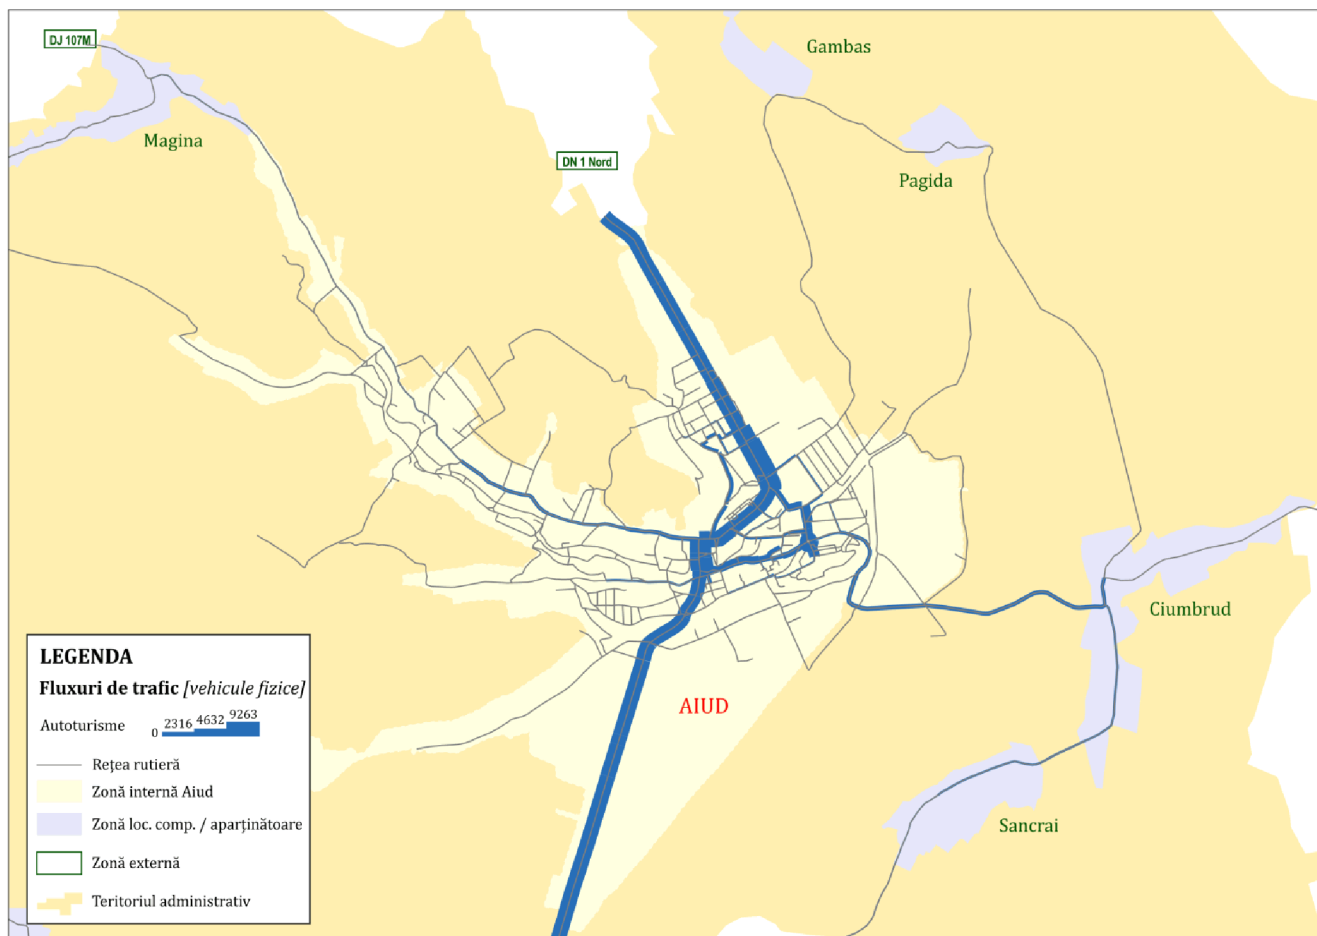 DJ 107M
Gambas
Magina
DN 1 Nord
Pagida
Ciumbrud
AIUD
Sancrai
LEGENDA
Fluxuri de trafic [vehicule fizice]
Autoturisme
0 2316 4632 9263
Rețea rutieră
Zonă internă Aiud
Zonă loc. comp. / aparținătoare
Zonă externă
Teritoriul administrativ